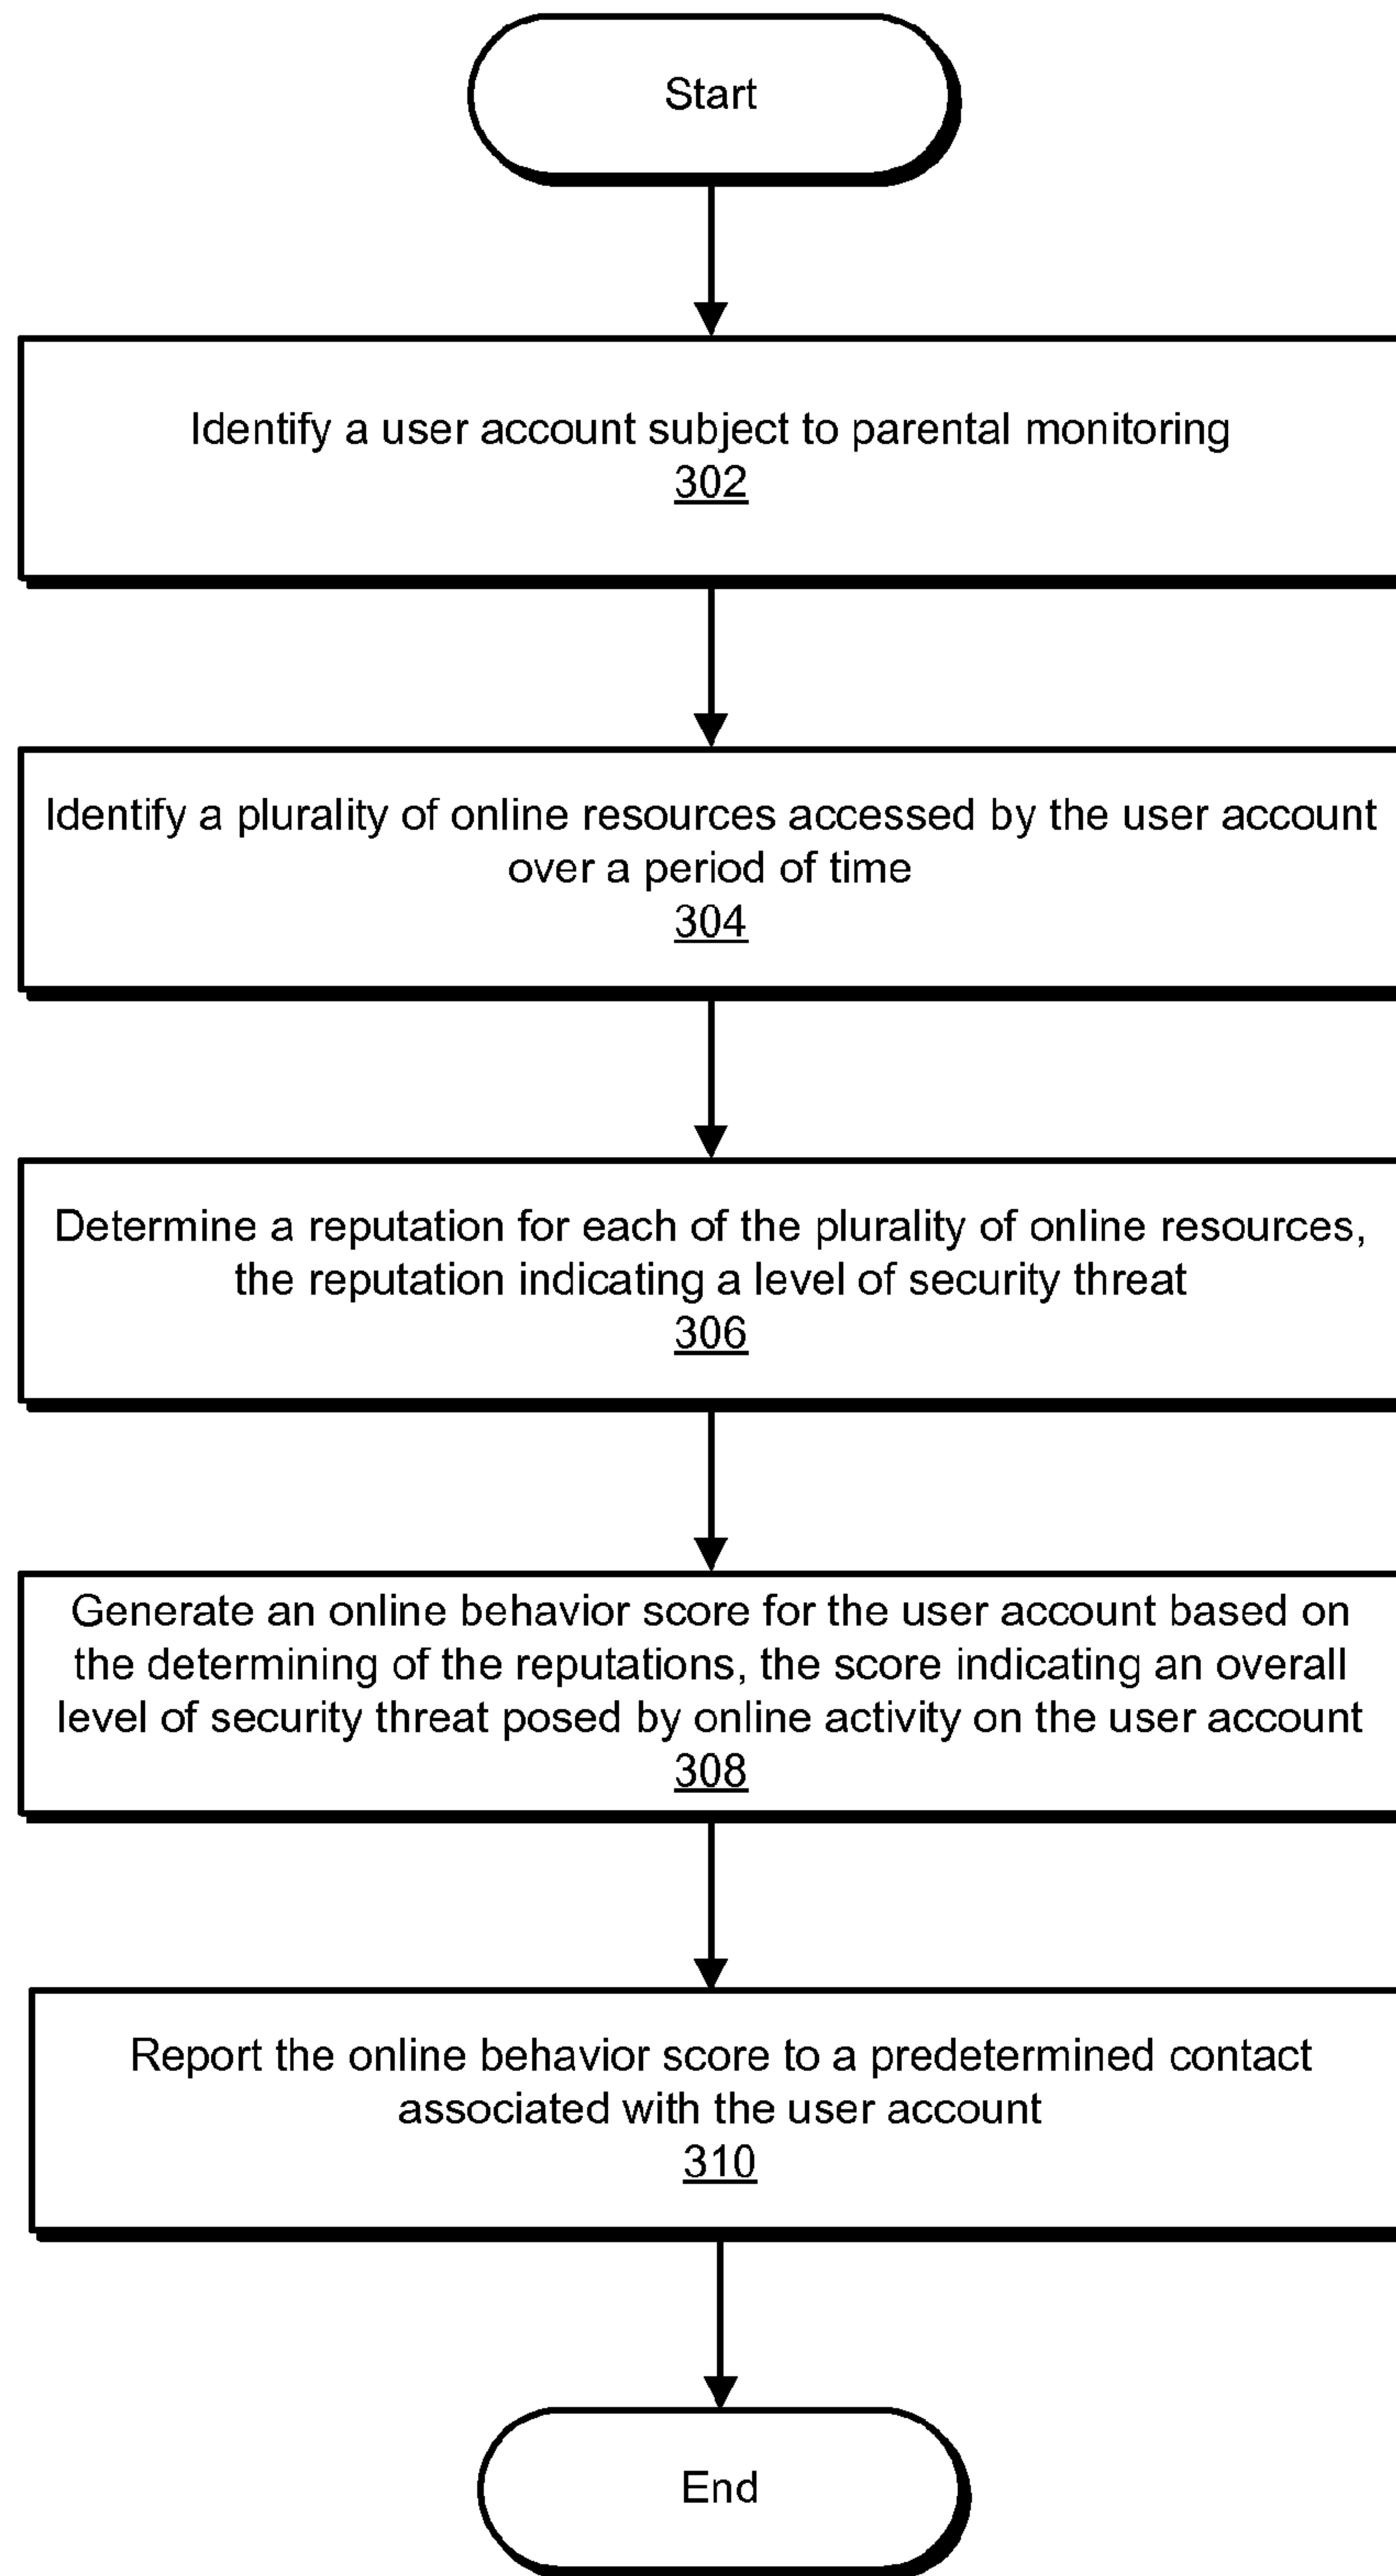 Start
Identify a user account subject to parental monitoring
302
Identify a plurality of online resources accessed by the user account
over a period of time
304
Determine a reputation for each of the plurality of online resources,
the reputation indicating a level of security threat
306
Generate an online behavior score for the user account based on
the determining of the reputations, the score indicating an overall
level of security threat posed by online activity on the user account
308
Report the online behavior score to a predetermined contact
associated with the user account
310
End